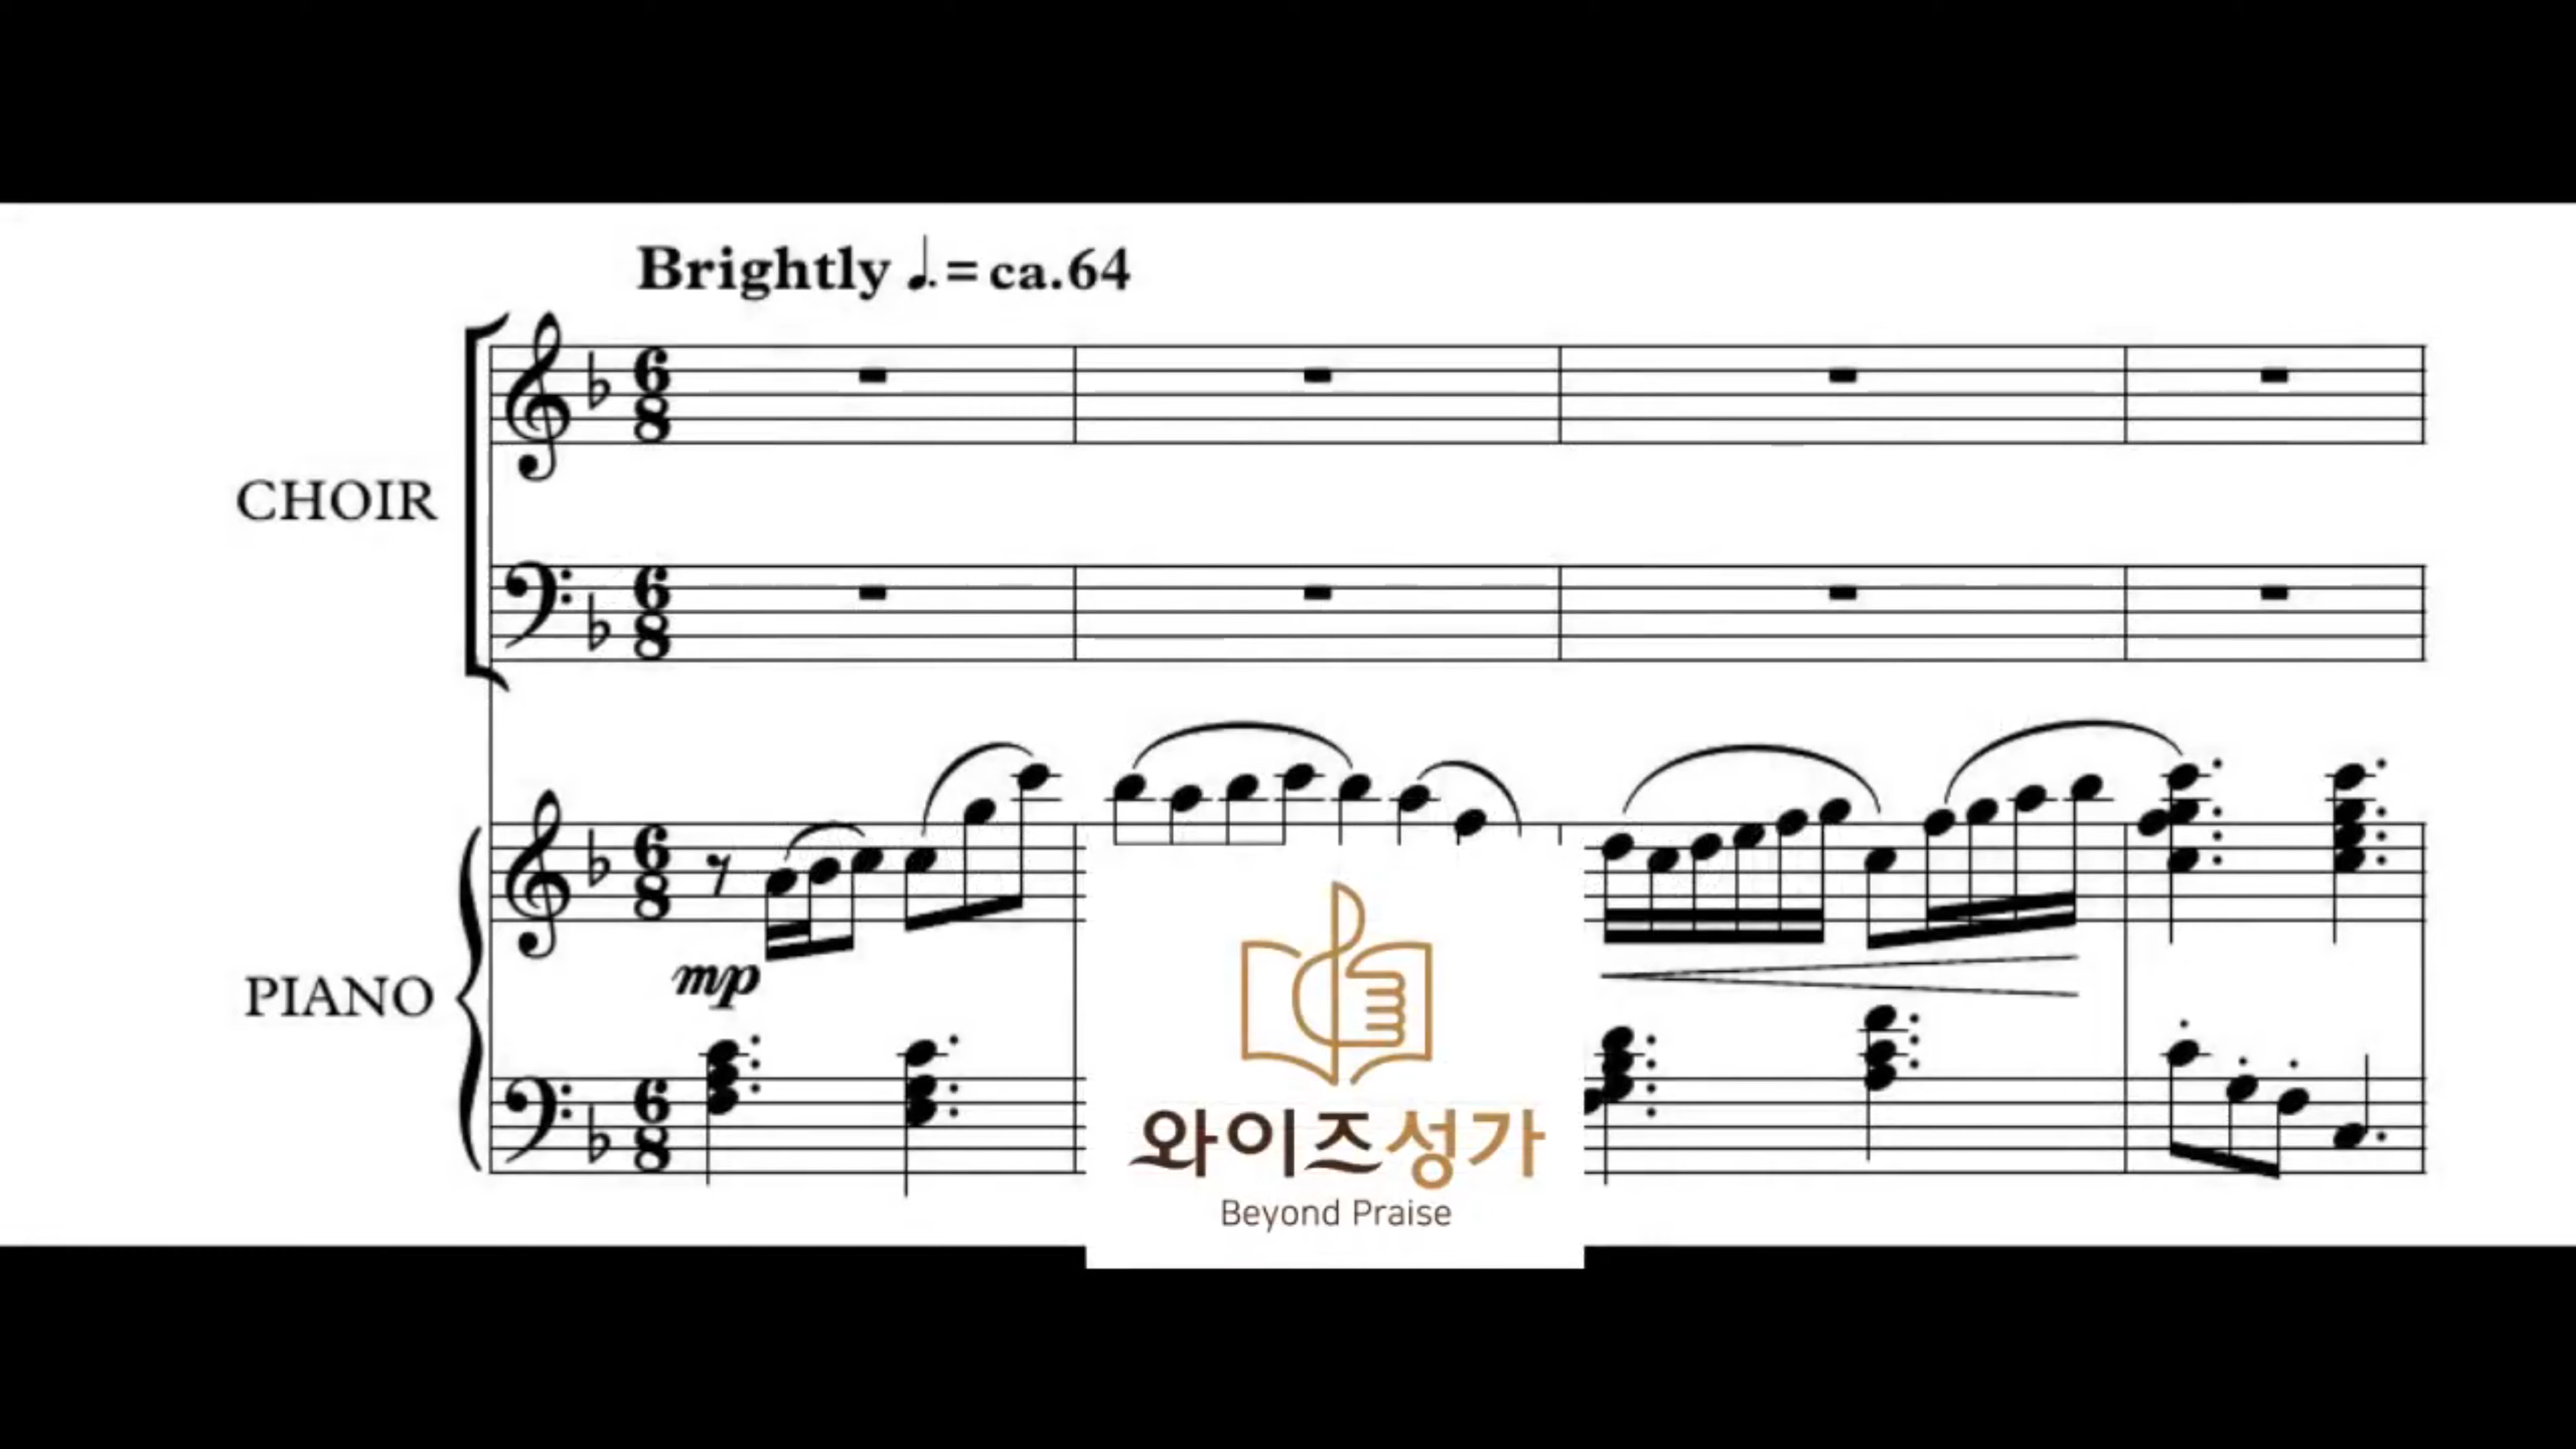 Brightly ♩. = ca.64
CHOIR
PIANO
mp
와이즈성가
Beyond Praise